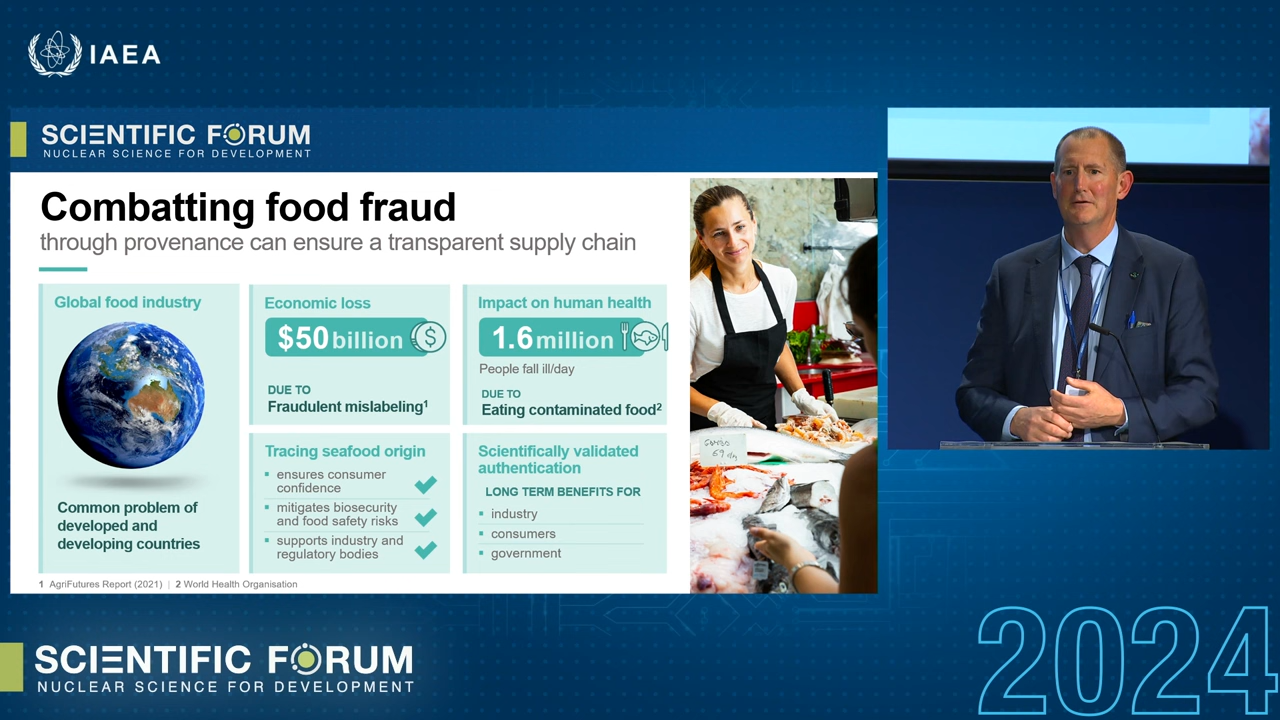 IAEA
SCIENTIFIC FORUM
NUCLEAR SCIENCE FOR DEVELOPMENT
Combatting food fraud
through provenance can ensure a transparent supply chain
Global food industry
Common problem of
developed and
developing countries
Economic loss
$50 billion
$
DUE TO
Fraudulent mislabeling¹
Impact on human health
1.6 million
People fall ill/day
DUE TO
Eating contaminated food²
Tracing seafood origin
▪ ensures consumer
confidence
▪ mitigates biosecurity
and food safety risks
▪ supports industry and
regulatory bodies
Scientifically validated
authentication
LONG TERM BENEFITS FOR
▪ industry
▪ consumers
▪ government
1 AgriFutures Report (2021) | 2 World Health Organisation
SCIENTIFIC FORUM
NUCLEAR SCIENCE FOR DEVELOPMENT
2024